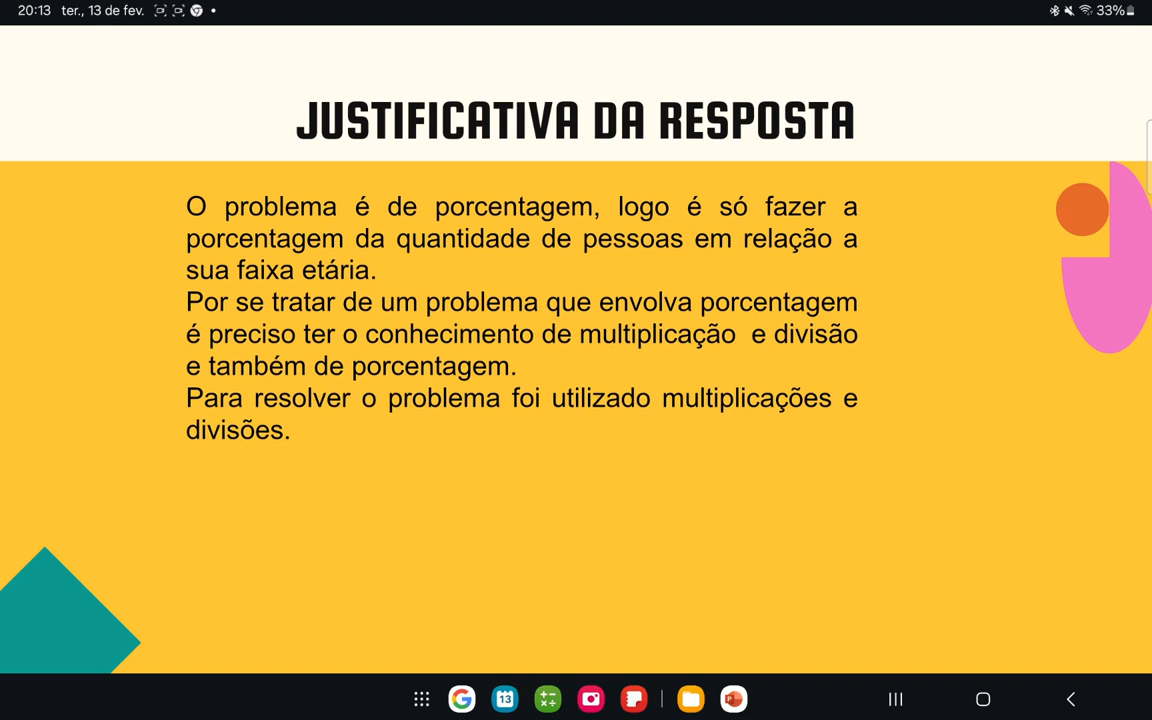 20:13 ter., 13 de fev. 33%
JUSTIFICATIVA DA RESPOSTA
O problema é de porcentagem, logo é só fazer a
porcentagem da quantidade de pessoas em relação a
sua faixa etária.
Por se tratar de um problema que envolva porcentagem
é preciso ter o conhecimento de multiplicação e divisão
e também de porcentagem.
Para resolver o problema foi utilizado multiplicações e
divisões.
13